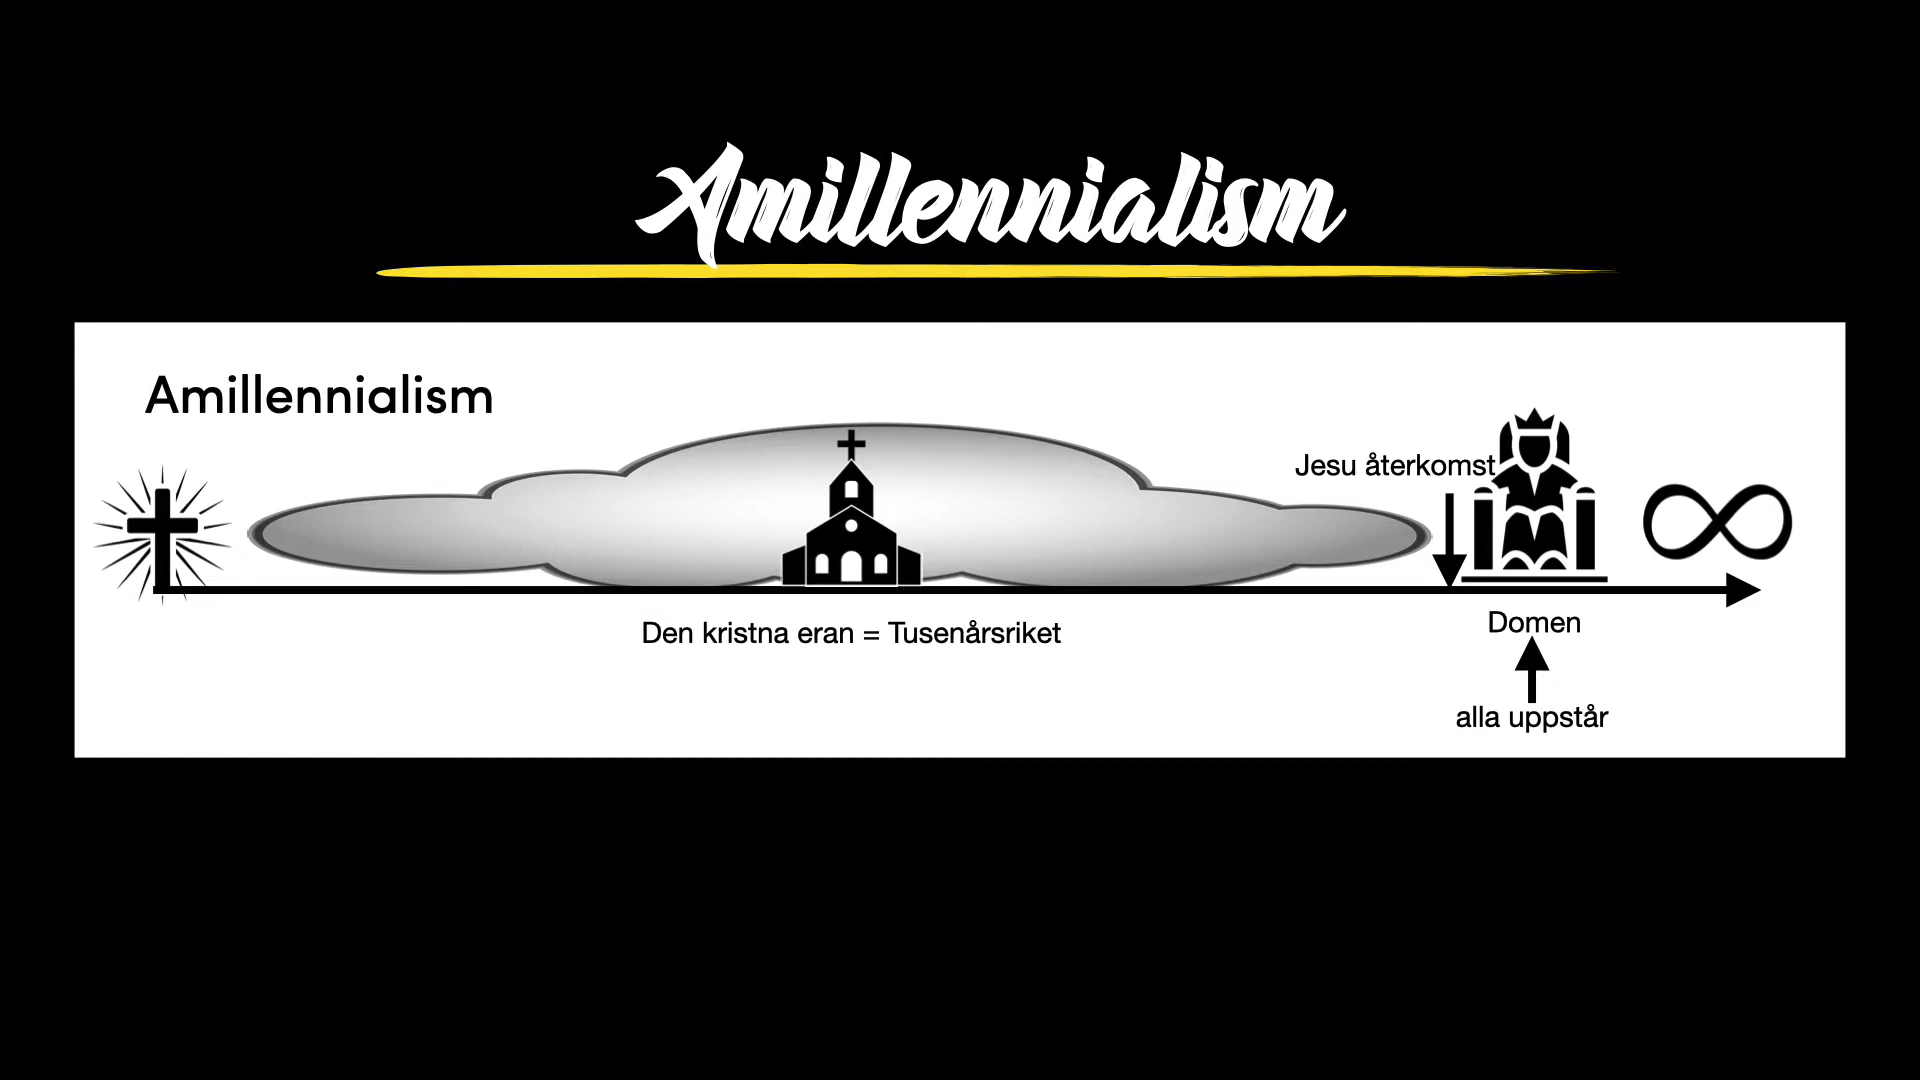 Amillennialism
Amillennialism
Jesu återkomst
Den kristna eran = Tusenårsriket
Domen
alla uppstår